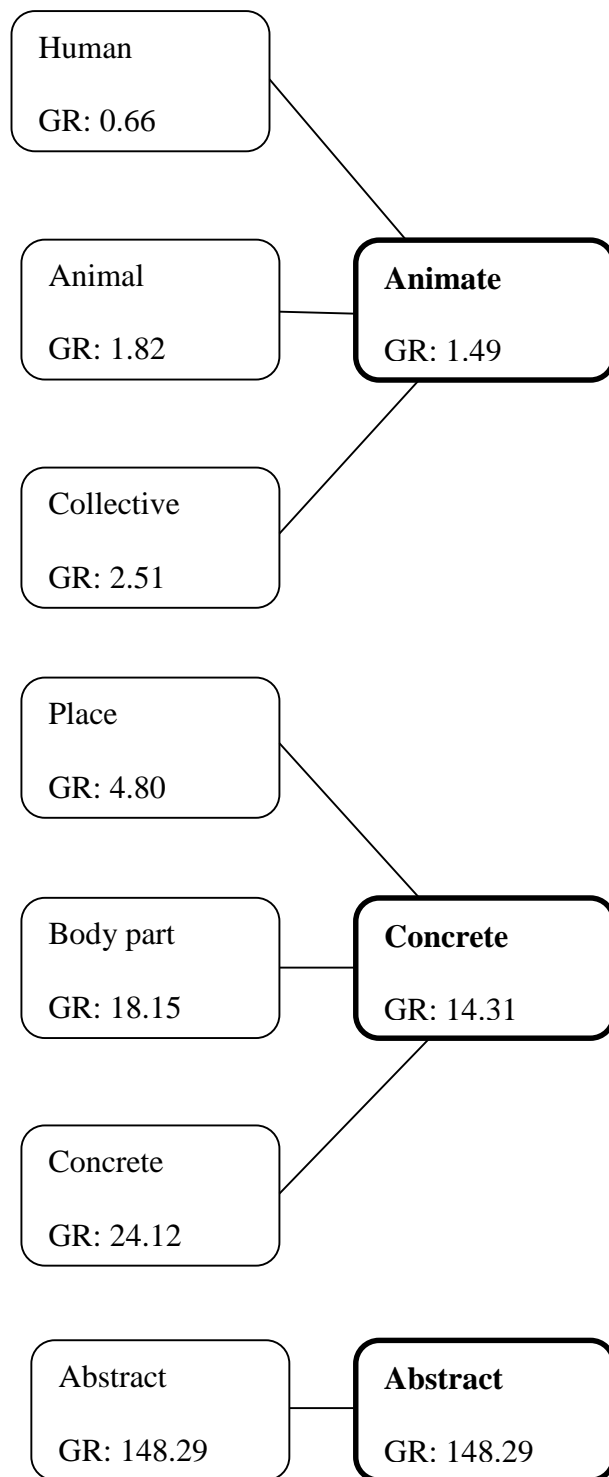 Human
GR: 0.66
Animal
GR: 1.82
Animate
GR: 1.49
Collective
GR: 2.51
Place
GR: 4.80
Body part
GR: 18.15
Concrete
GR: 14.31
Concrete
GR: 24.12
Abstract
GR: 148.29
Abstract
GR: 148.29